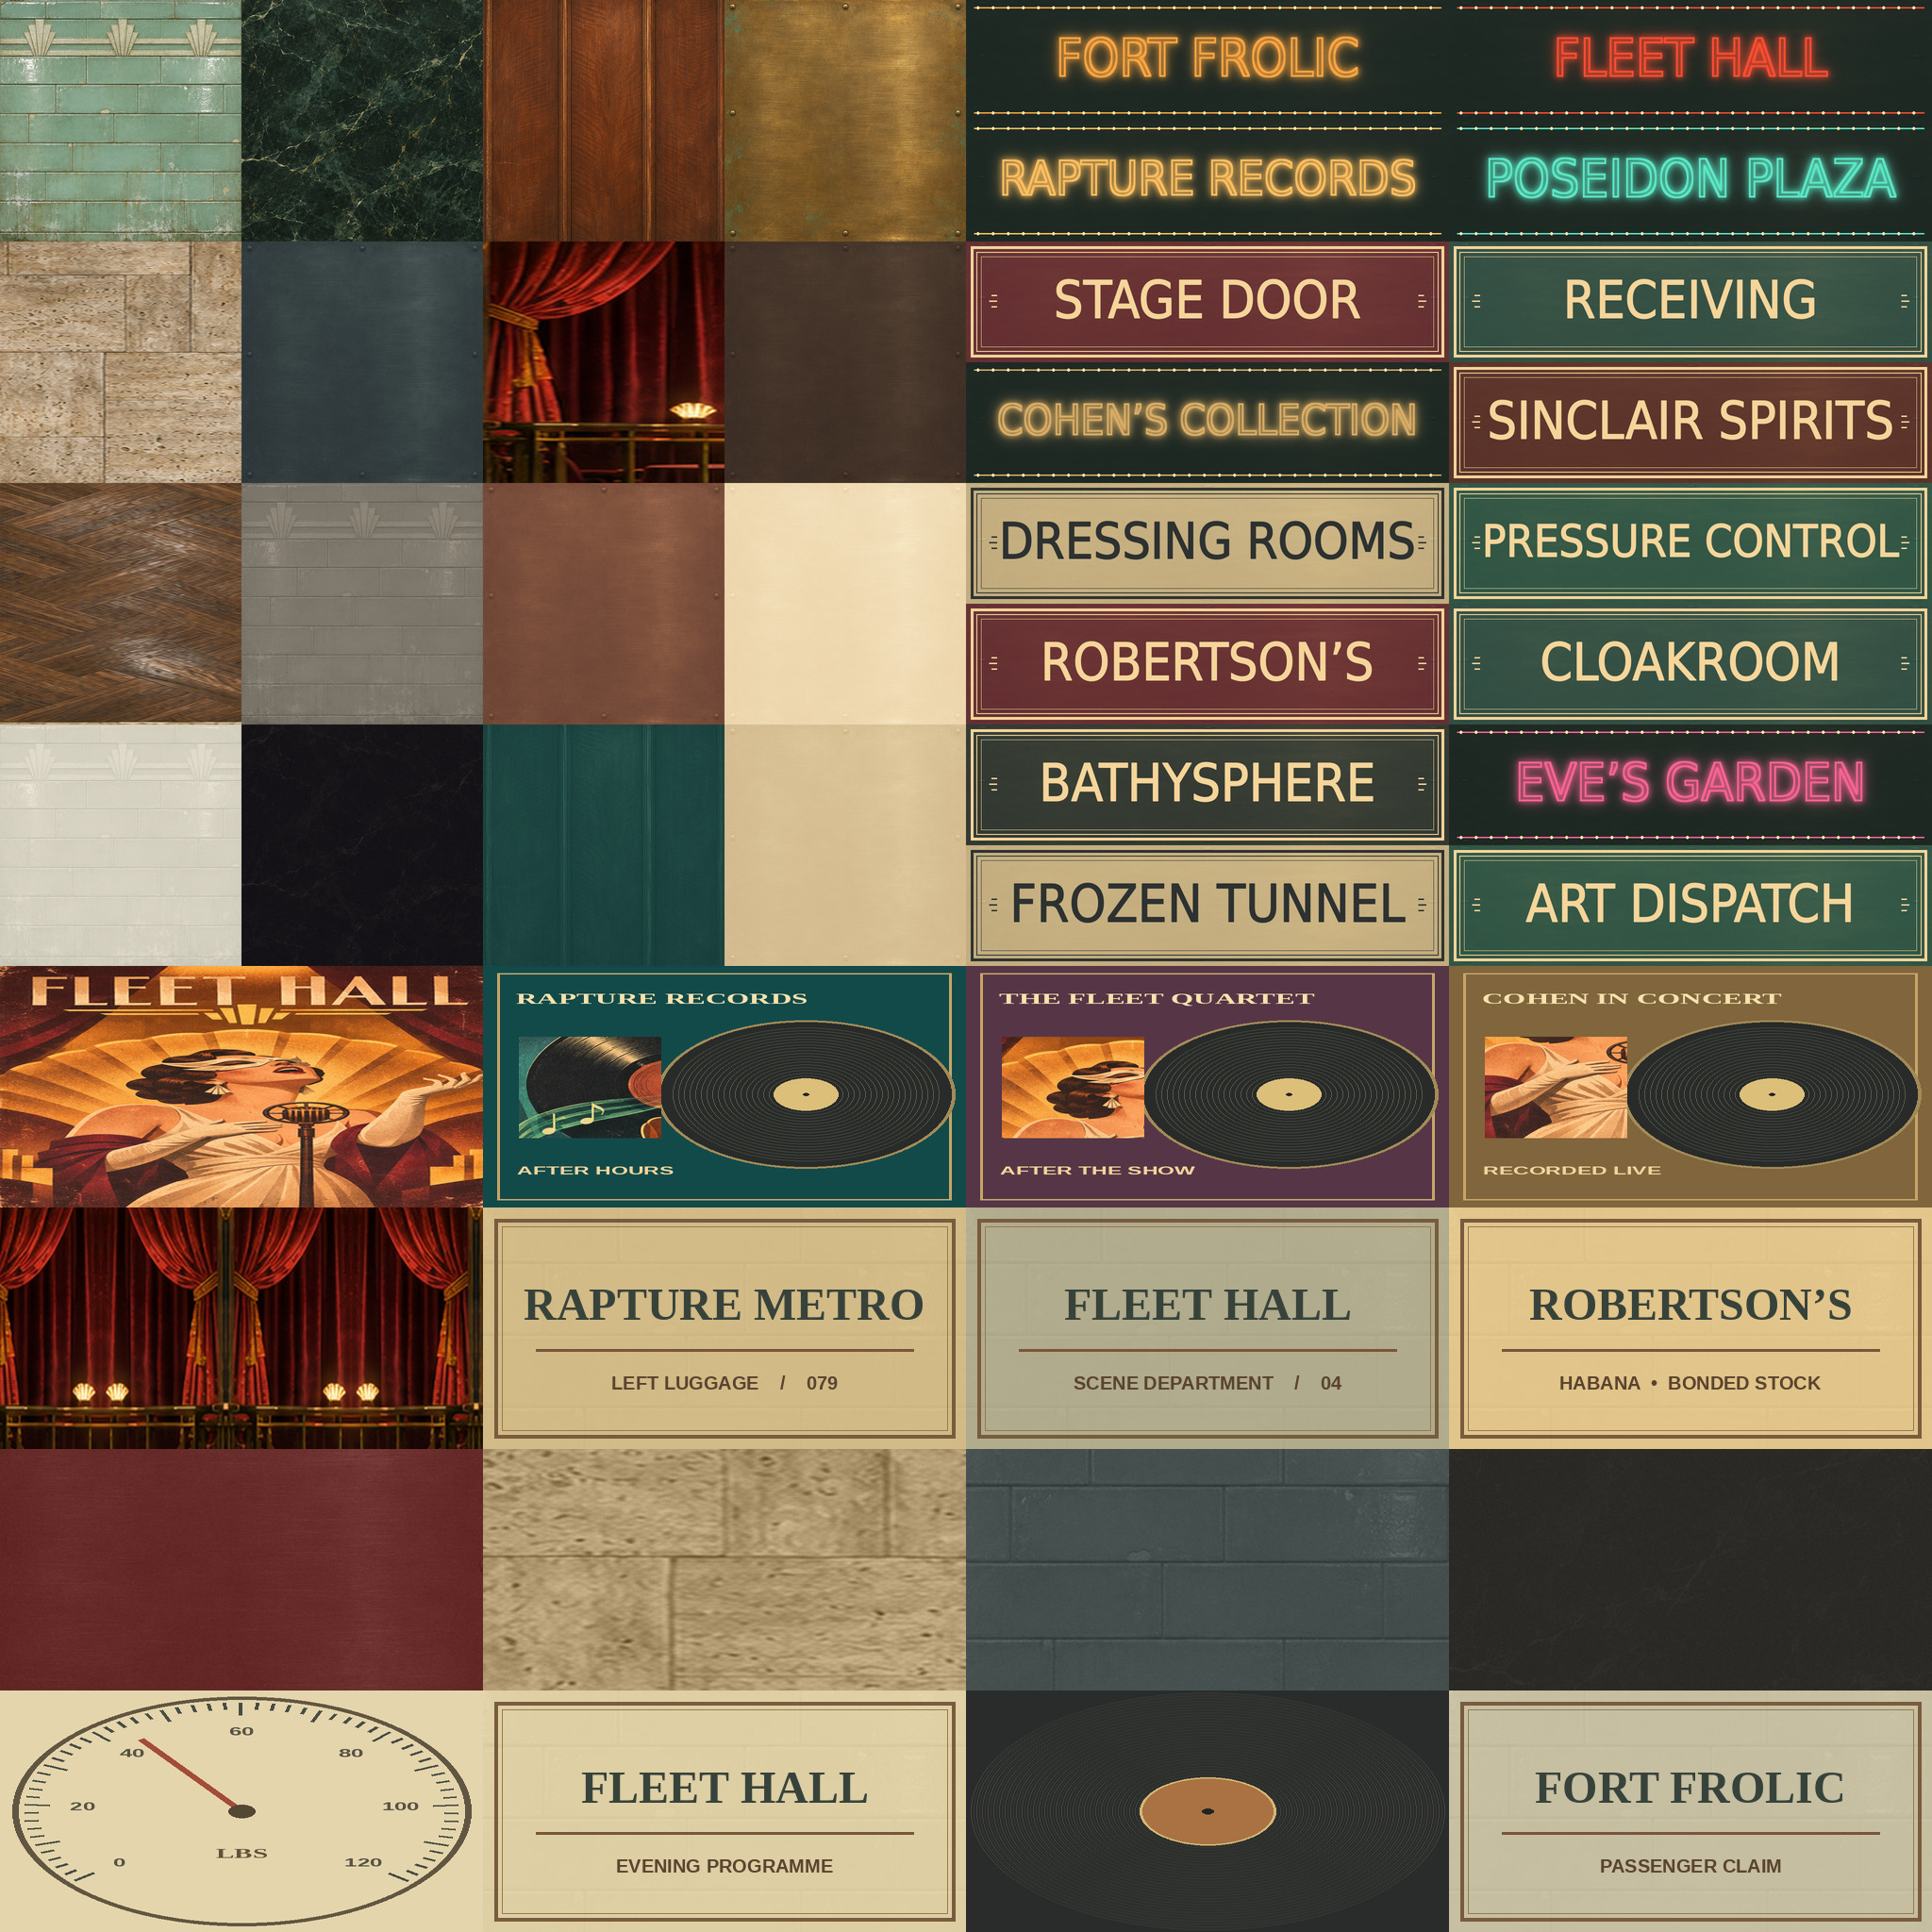 FORT FROLIC
FLEET HALL
RAPTURE RECORDS
POSEIDON PLAZA
STAGE DOOR
RECEIVING
COHEN’S COLLECTION
SINCLAIR SPIRITS
DRESSING ROOMS
PRESSURE CONTROL
ROBERTSON’S
CLOAKROOM
BATHYSPHERE
EVE’S GARDEN
FROZEN TUNNEL
ART DISPATCH
FLEET HALL
RAPTURE RECORDS
AFTER HOURS
THE FLEET QUARTET
AFTER THE SHOW
COHEN IN CONCERT
RECORDED LIVE
RAPTURE METRO
LEFT LUGGAGE / 079
FLEET HALL
SCENE DEPARTMENT / 04
ROBERTSON’S
HABANA • BONDED STOCK
0
20
40
60
80
100
120
LBS
FLEET HALL
EVENING PROGRAMME
FORT FROLIC
PASSENGER CLAIM